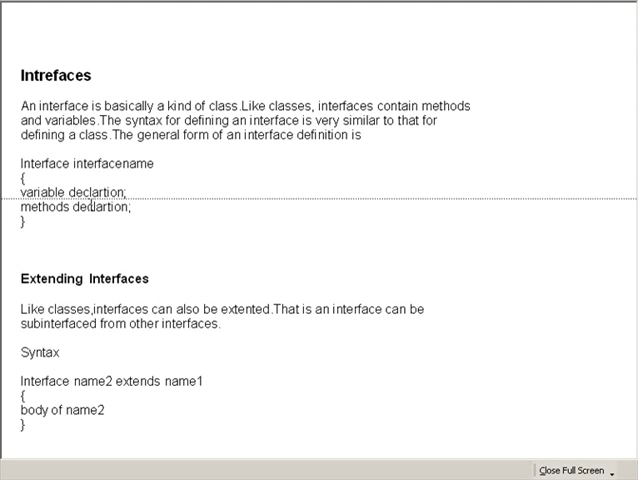 Intrefaces
An interface is basically a kind of class.Like classes, interfaces contain methods
and variables.The syntax for defining an interface is very similar to that for
defining a class.The general form of an interface definition is
Interface interfacename
{
variable declartion;
methods declartion;
}
Extending Interfaces
Like classes,interfaces can also be extented.That is an interface can be
subinterfaced from other interfaces.
Syntax
Interface name2 extends name1
{
body of name2
}
Close Full Screen